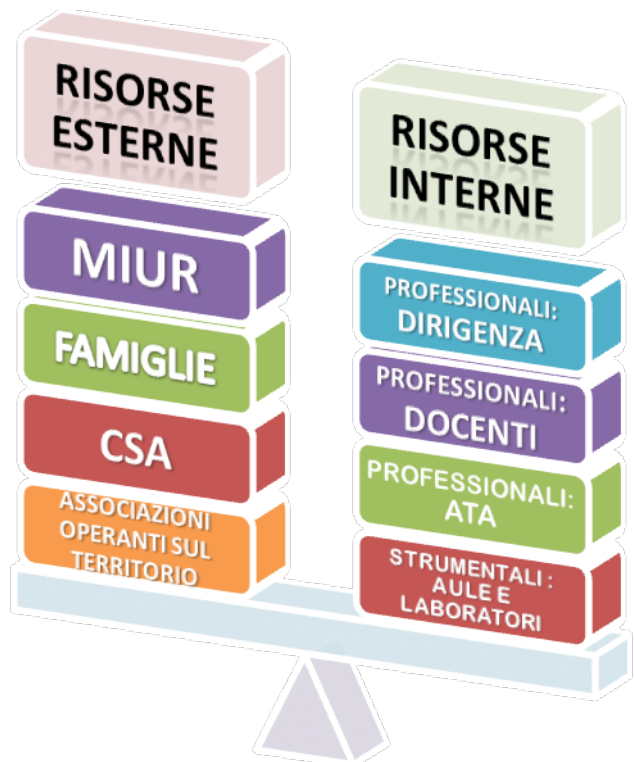 RISORSE
ESTERNE
MIUR
FAMIGLIE
CSA
ASSOCIAZIONI
OPERANTI SUL
TERRITORIO
RISORSE
INTERNE
PROFESSIONALI:
DIRIGENZA
PROFESSIONALI:
DOCENTI
PROFESSIONALI:
ATA
STRUMENTALI :
AULE E
LABORATORI